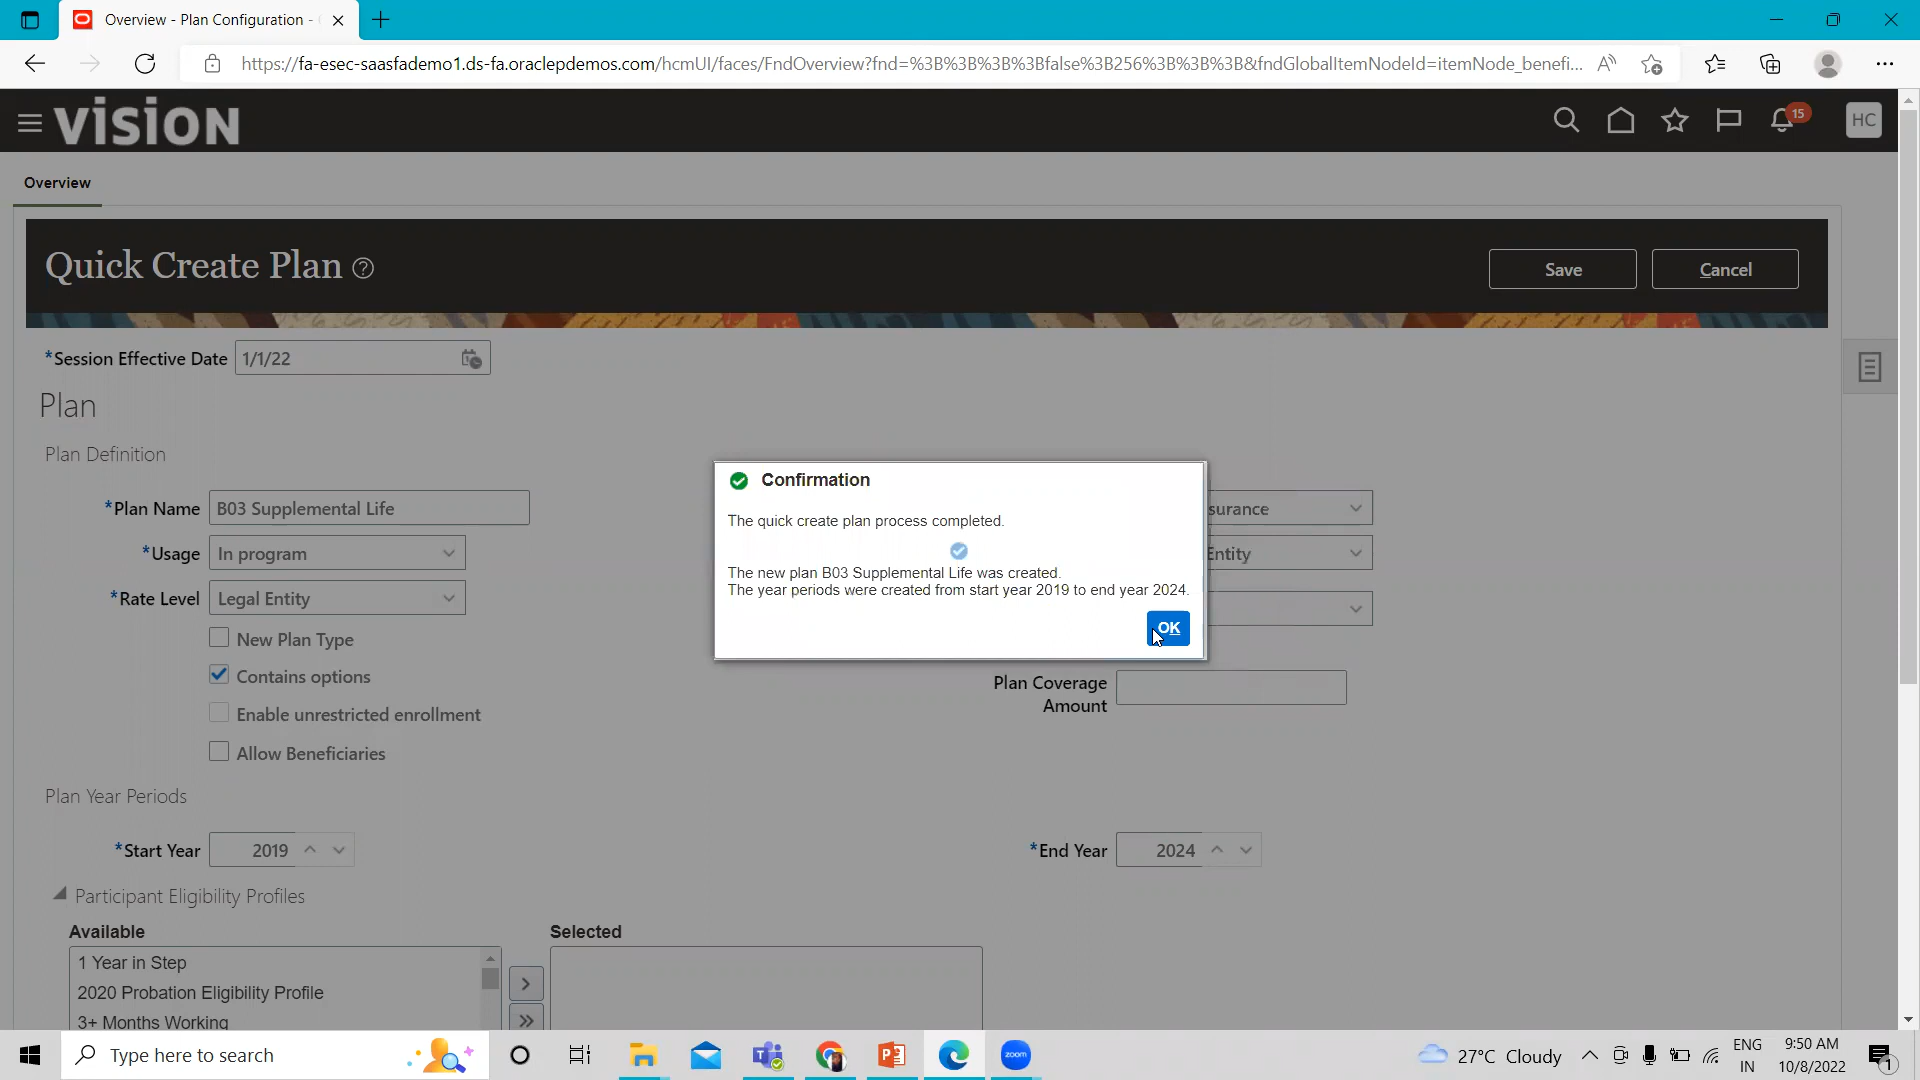 Overview - Plan Configuration -
https://fa-esec-saasfademo1.ds-fa.oraclepdemos.com/hcmUI/faces/FndOverview?fnd=%3B%3B%3B%3Bfalse%3B256%3B%3B%3B&fndGlobalItemNodeId=itemNode_benefi...
VISION
15
HC
Overview
Quick Create Plan
Save
Cancel
*Session Effective Date 1/1/22
Plan
Plan Definition
*Plan Name B03 Supplemental Life
surance
*Usage In program
Entity
*Rate Level Legal Entity
New Plan Type
Contains options
Enable unrestricted enrollment
Allow Beneficiaries
Plan Coverage
Amount
Confirmation
The quick create plan process completed.
The new plan B03 Supplemental Life was created.
The year periods were created from start year 2019 to end year 2024.
OK
Plan Year Periods
*Start Year 2019
*End Year 2024
Participant Eligibility Profiles
Available
Selected
1 Year in Step
2020 Probation Eligibility Profile
3+ Months Working
Type here to search
zoom
27°C Cloudy
ENG
IN
9:50 AM
10/8/2022
1